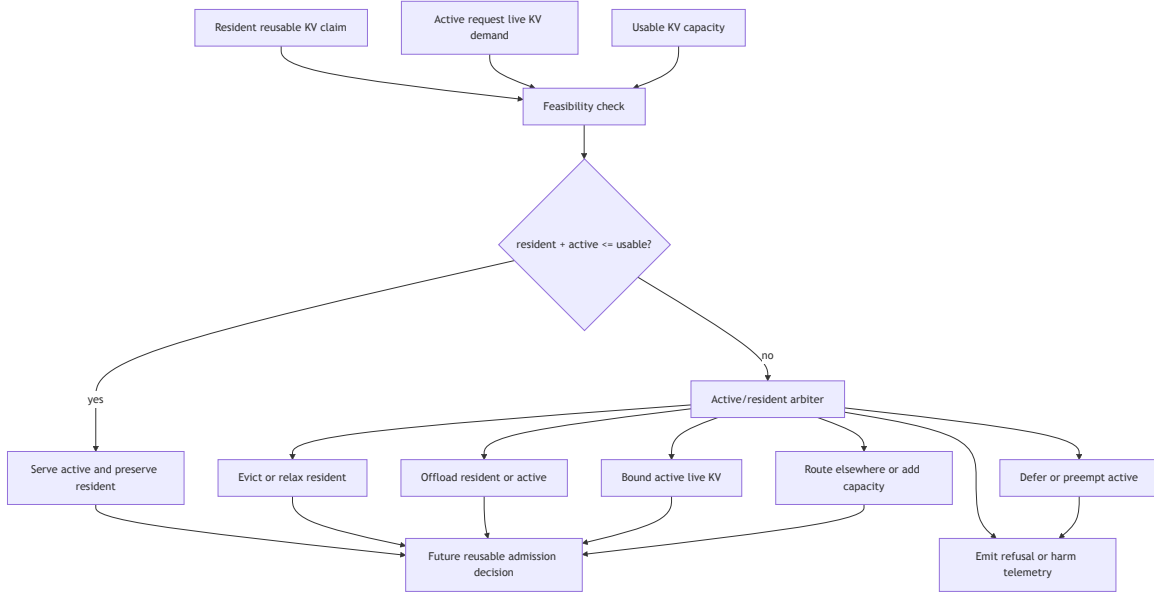 Resident reusable KV claim
Active request live KV
demand
Usable KV capacity
Feasibility check
resident + active <= usable?
no
yes
Active/resident arbiter
Serve active and preserve
resident
Evict or relax resident
Offload resident or active
Bound active live KV
Route elsewhere or add
capacity
Defer or preempt active
Future reusable admission
decision
Emit refusal or harm
telemetry